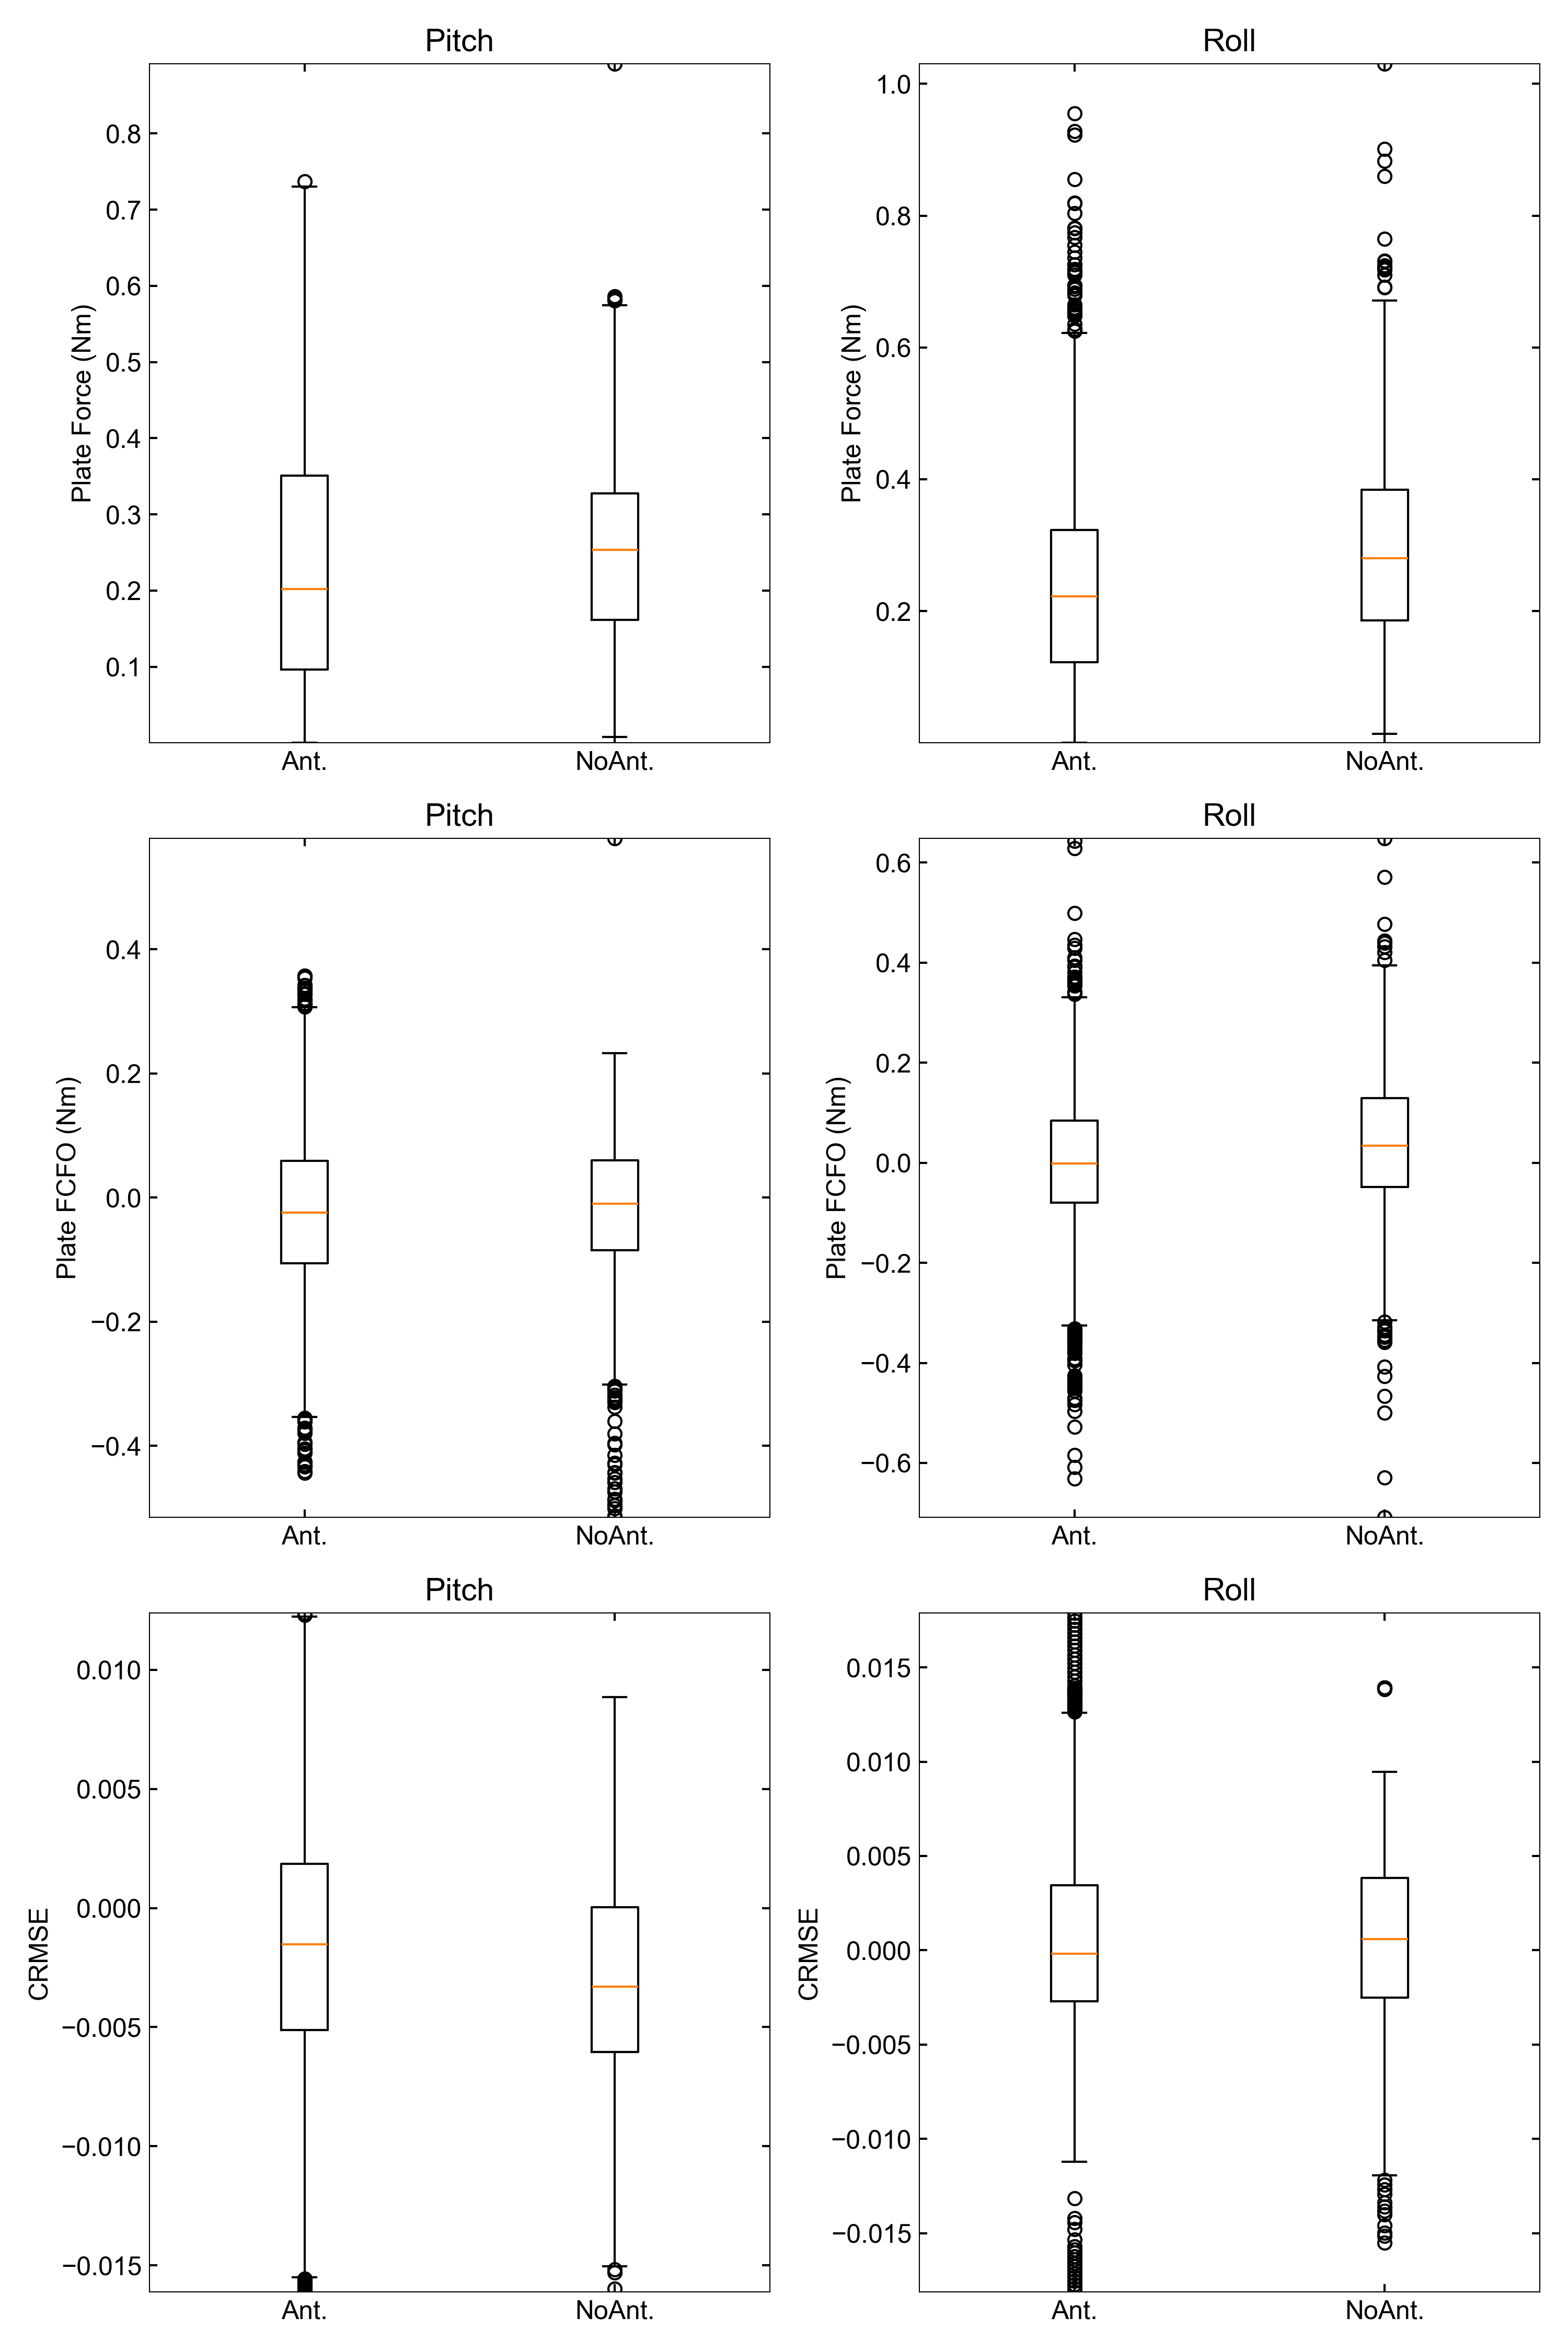 Pitch
Plate Force (Nm)
0.8
0.7
0.6
0.5
0.4
0.3
0.2
0.1
Ant.
NoAnt.
Roll
Plate Force (Nm)
1.0
0.8
0.6
0.4
0.2
Ant.
NoAnt.
Pitch
Plate FCFO (Nm)
0.4
0.2
0.0
−0.2
−0.4
Ant.
NoAnt.
Roll
Plate FCFO (Nm)
0.6
0.4
0.2
0.0
−0.2
−0.4
−0.6
Ant.
NoAnt.
Pitch
CRMSE
0.010
0.005
0.000
−0.005
−0.010
−0.015
Ant.
NoAnt.
Roll
CRMSE
0.015
0.010
0.005
0.000
−0.005
−0.010
−0.015
Ant.
NoAnt.